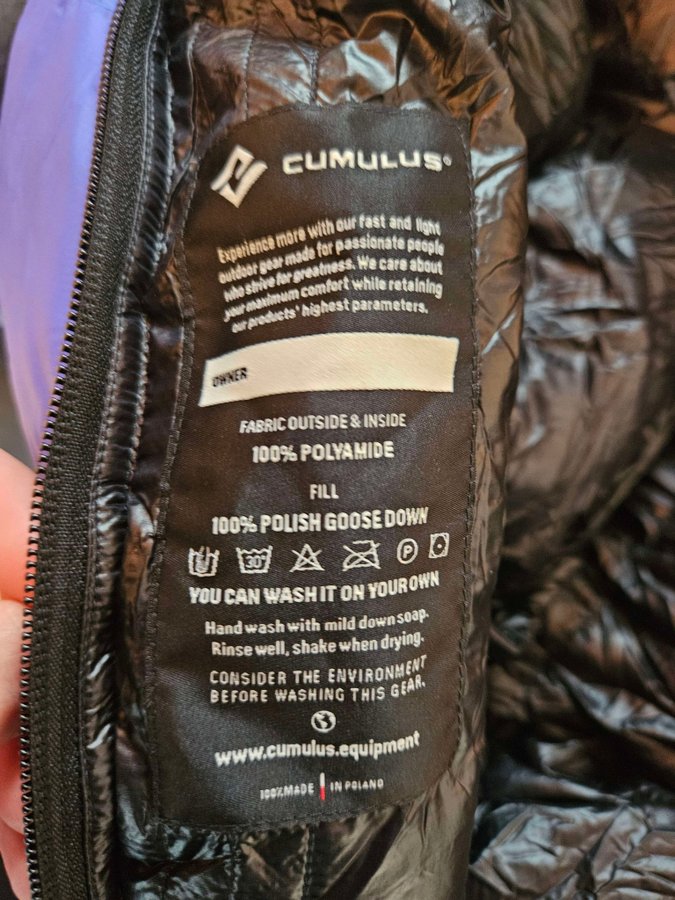 CUMULUS®
Experience more with our fast and light
outdoor gear made for passionate people
who strive for greatness. We care about
your maximum comfort while retaining
our products' highest parameters.
OWNER
FABRIC OUTSIDE & INSIDE
100% POLYAMIDE
FILL
100% POLISH GOOSE DOWN
30° P
YOU CAN WASH IT ON YOUR OWN
Hand wash with mild down soap.
Rinse well, shake when drying.
CONSIDER THE ENVIRONMENT
BEFORE WASHING THIS GEAR.
www.cumulus.equipment
100% MADE IN POLAND